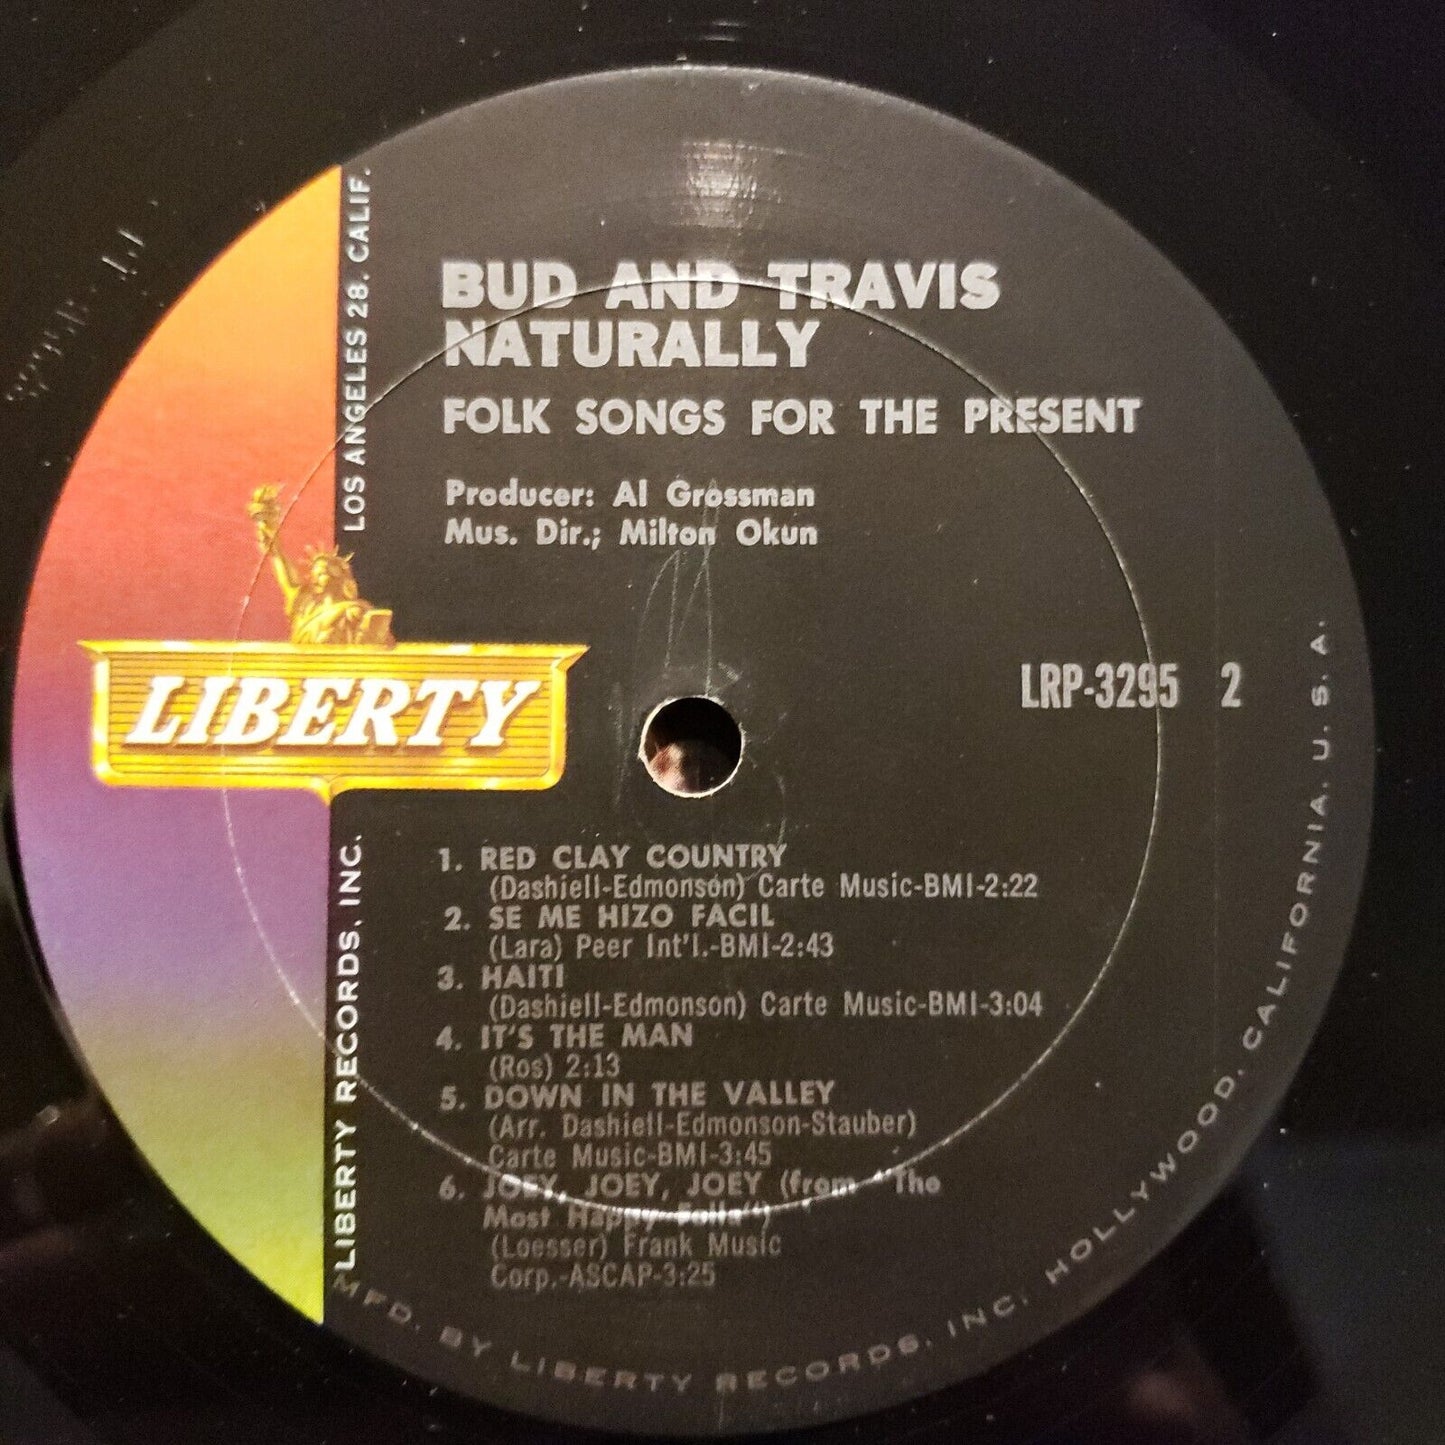 BUD AND TRAVIS
NATURALLY
FOLK SONGS FOR THE PRESENT
Producer: Al Grossman
Mus. Dir.; Milton Okun
LOS ANGELES 28, CALIF.
LIBERTY
LIBERTY RECORDS, INC.
LRP-3295 2
1. RED CLAY COUNTRY
(Dashiell-Edmonson) Carte Music-BMI-2:22
2. SE ME HIZO FACIL
(Lara) Peer Int'l.-BMI-2:43
3. HAITI
(Dashiell-Edmonson) Carte Music-BMI-3:04
4. IT'S THE MAN
(Ros) 2:13
5. DOWN IN THE VALLEY
(Arr. Dashiell-Edmonson-Stauber)
Carte Music-BMI-3:45
6. JOEY, JOEY, JOEY (from "The
Most Happy Fella")
(Loesser) Frank Music
Corp.-ASCAP-3:25
MFD. BY LIBERTY RECORDS, INC. HOLLYWOOD, CALIFORNIA, U. S. A.